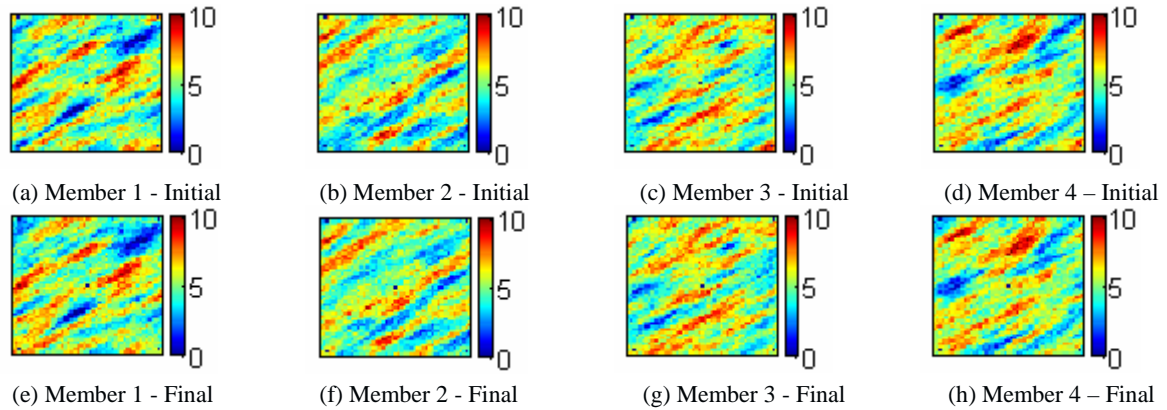 10 10 10 10
5 5 5 5
0 0 0 0
(a) Member 1 - Initial (b) Member 2 - Initial (c) Member 3 - Initial (d) Member 4 – Initial
10 10 10 10
5 5 5 5
0 0 0 0
(e) Member 1 - Final (f) Member 2 - Final (g) Member 3 - Final (h) Member 4 – Final